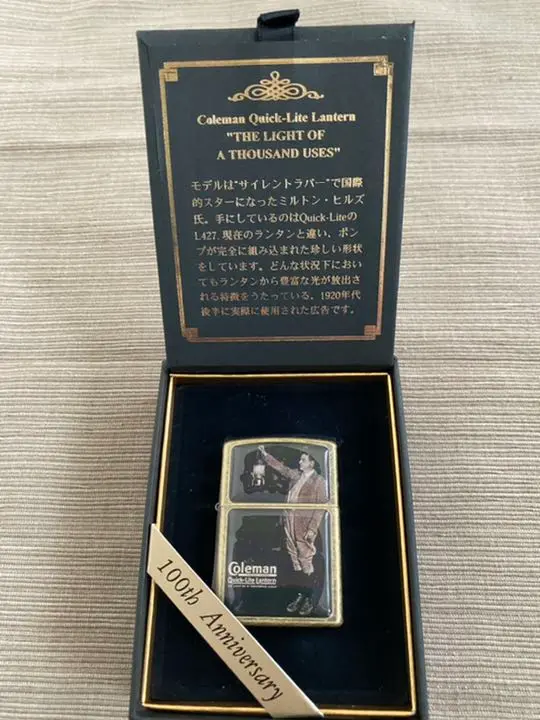 Coleman Quick-Lite Lantern
"THE LIGHT OF
A THOUSAND USES"
モデルは"サイレントラバー"で国際
的スターになったミルトン・ヒルズ
氏。手にしているのはQuick-Liteの
L427. 現在のランタンと違い、ポン
プが完全に組み込まれた珍しい形状
をしています。どんな状況下におい
てもランタンから豊富な光が放出さ
れる特徴をうたっている、1920年代
後半に実際に使用された広告です。
Coleman
Quick-Lite Lantern
100th Anniversary